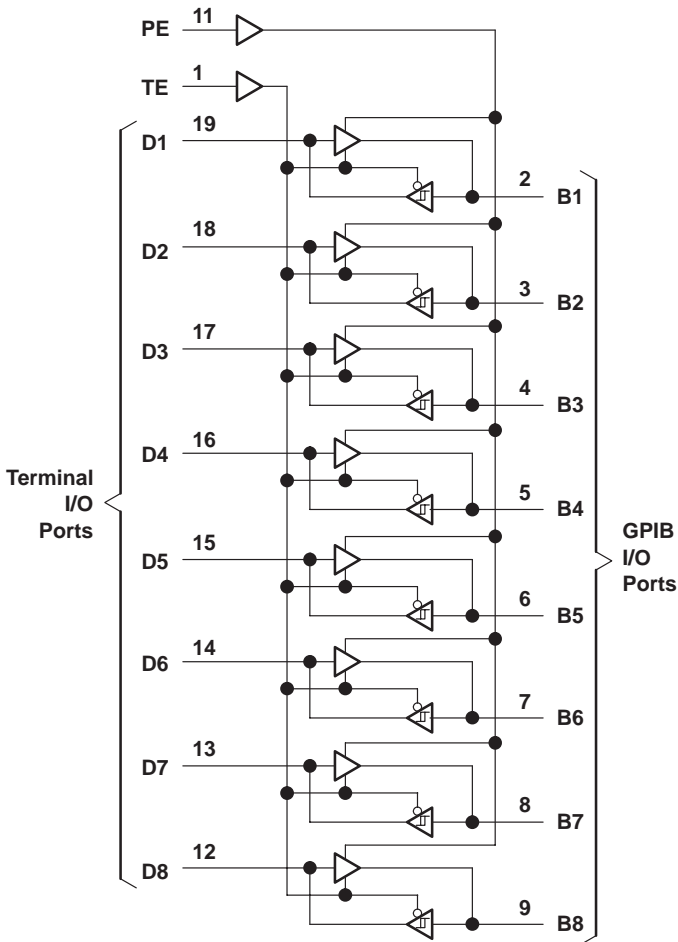 PE 11
TE 1
D1 19
2 B1
D2 18
3 B2
D3 17
4 B3
D4 16
5 B4
Terminal
I/O
Ports
D5 15
6 B5
GPIB
I/O
Ports
D6 14
7 B6
D7 13
8 B7
D8 12
9 B8